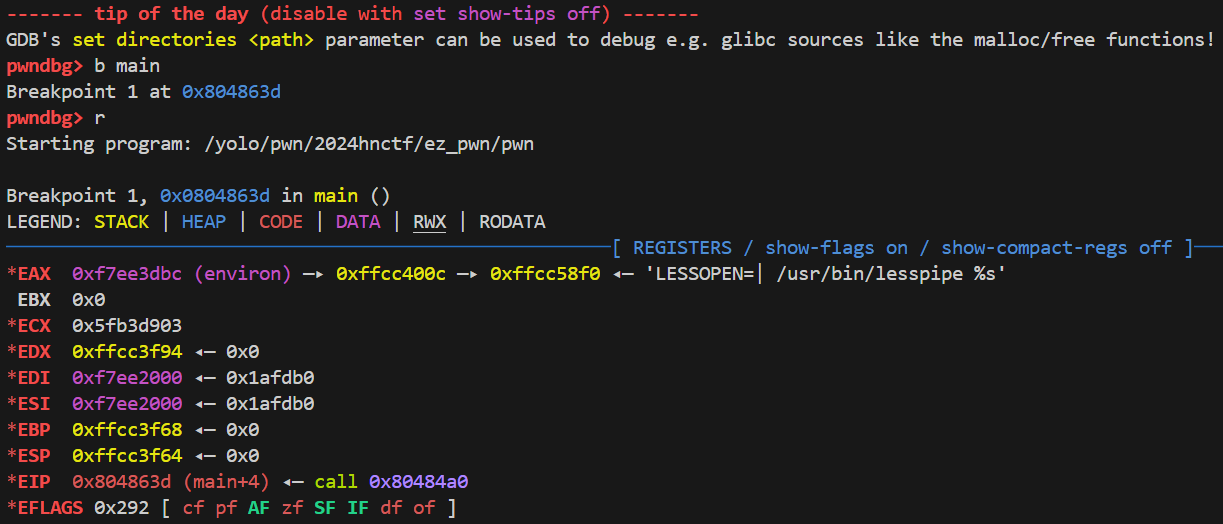 ------- tip of the day (disable with set show-tips off) -------
GDB's set directories <path> parameter can be used to debug e.g. glibc sources like the malloc/free functions!
pwndbg> b main
Breakpoint 1 at 0x804863d
pwndbg> r
Starting program: /yolo/pwn/2024hnctf/ez_pwn/pwn
Breakpoint 1, 0x0804863d in main ()
LEGEND: STACK | HEAP | CODE | DATA | RWX | RODATA
[ REGISTERS / show-flags on / show-compact-regs off ]
*EAX  0xf7ee3dbc (environ) —▸ 0xffcc400c —▸ 0xffcc58f0 ◂— 'LESSOPEN=| /usr/bin/lesspipe %s'
 EBX  0x0
*ECX  0x5fb3d903
*EDX  0xffcc3f94 ◂— 0x0
*EDI  0xf7ee2000 ◂— 0x1afdb0
*ESI  0xf7ee2000 ◂— 0x1afdb0
*EBP  0xffcc3f68 ◂— 0x0
*ESP  0xffcc3f64 ◂— 0x0
*EIP  0x804863d (main+4) ◂— call 0x80484a0
*EFLAGS 0x292 [ cf pf AF zf SF IF df of ]